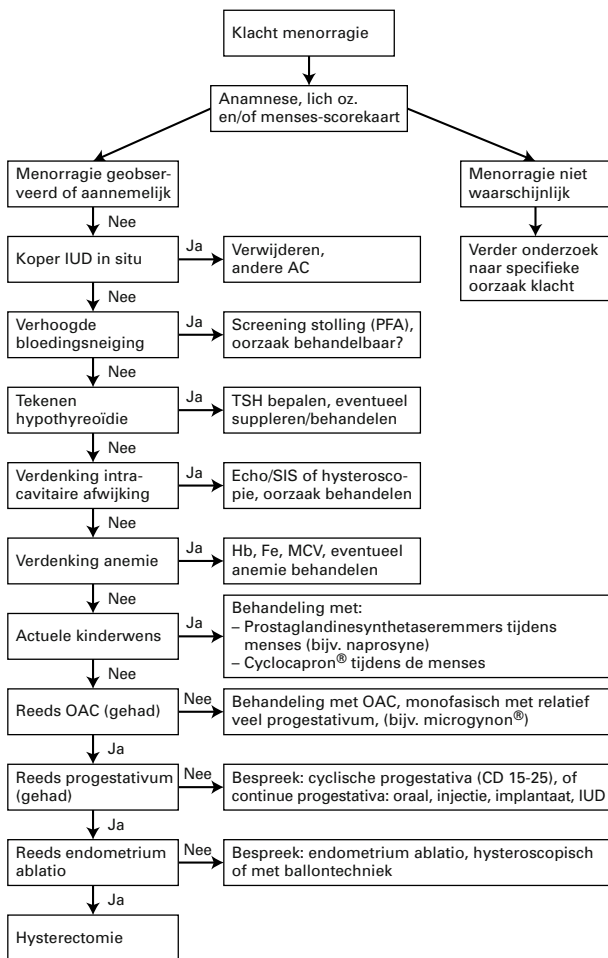 Klacht menorragie
Anamnese, lich oz.
en/of menses-scorekaart
Menorragie geobser-
veerd of aannemelijk
Menorragie niet
waarschijnlijk
Nee
Koper IUD in situ
Ja
Verwijderen,
andere AC
Verder onderzoek
naar specifieke
oorzaak klacht
Nee
Verhoogde
bloedingsneiging
Ja
Screening stolling (PFA),
oorzaak behandelbaar?
Nee
Tekenen
hypothyreoïdie
Ja
TSH bepalen, eventueel
suppleren/behandelen
Nee
Verdenking intra-
cavitaire afwijking
Ja
Echo/SIS of hysterosco-
pie, oorzaak behandelen
Nee
Verdenking anemie
Ja
Hb, Fe, MCV, eventueel
anemie behandelen
Nee
Actuele kinderwens
Ja
Behandeling met:
– Prostaglandinesynthetaseremmers tijdens
menses (bijv. naprosyne)
– Cyclocapron® tijdens de menses
Nee
Reeds OAC (gehad)
Nee
Behandeling met OAC, monofasisch met relatief
veel progestativum, (bijv. microgynon®)
Ja
Reeds progestativum
(gehad)
Nee
Bespreek: cyclische progestativa (CD 15-25), of
continue progestativa: oraal, injectie, implantaat, IUD
Ja
Reeds endometrium
ablatio
Nee
Bespreek: endometrium ablatio, hysteroscopisch
of met ballontechniek
Ja
Hysterectomie